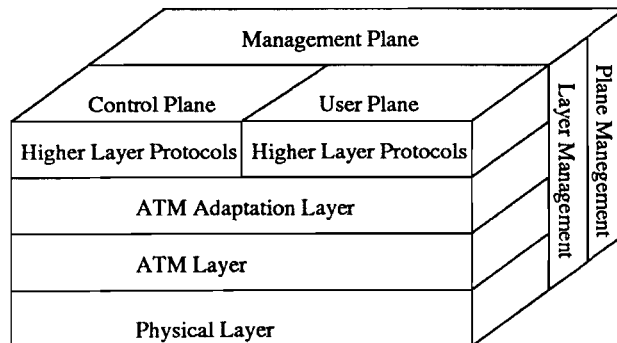 Management Plane
Control Plane
User Plane
Higher Layer Protocols
Higher Layer Protocols
ATM Adaptation Layer
ATM Layer
Physical Layer
Layer Management
Plane Manegement